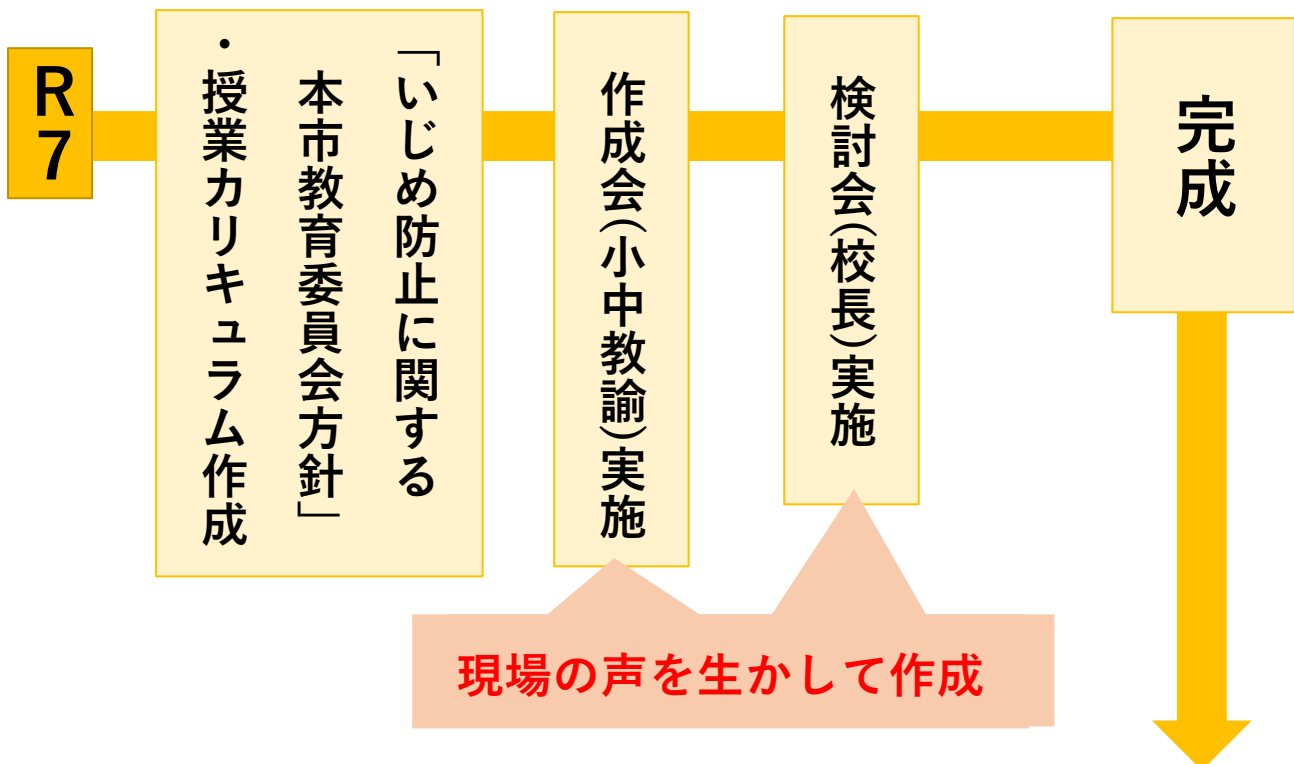 R7
「いじめ防止に関する
本市教育委員会方針」
・授業カリキュラム作成
作成会(小中教諭)実施
検討会(校長)実施
完成
現場の声を生かして作成